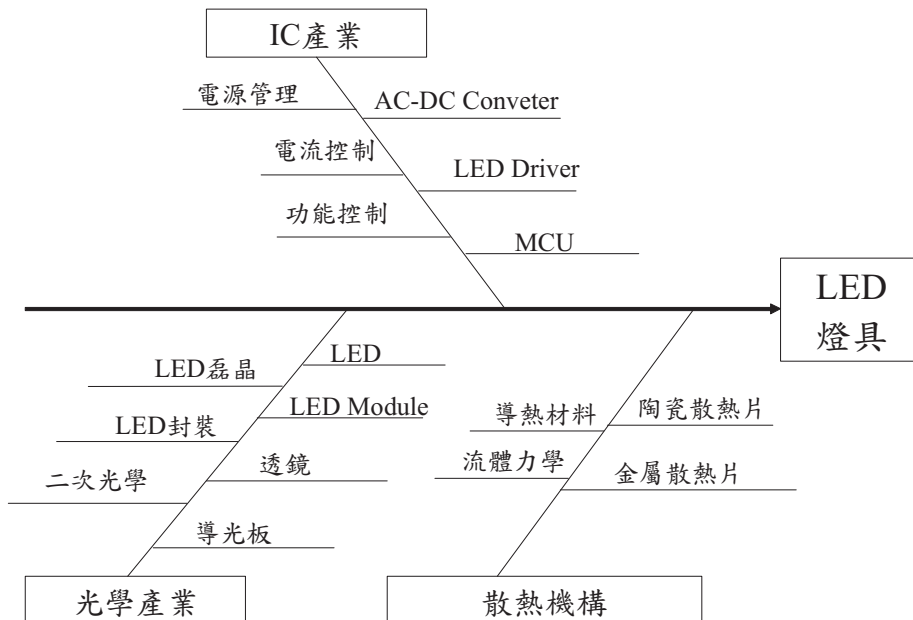 IC產業
電源管理
AC-DC Conveter
電流控制
LED Driver
功能控制
MCU
LED
燈具
LED
LED磊晶
LED Module
LED封裝
透鏡
二次光學
導光板
導熱材料
陶瓷散熱片
流體力學
金屬散熱片
光學產業
散熱機構